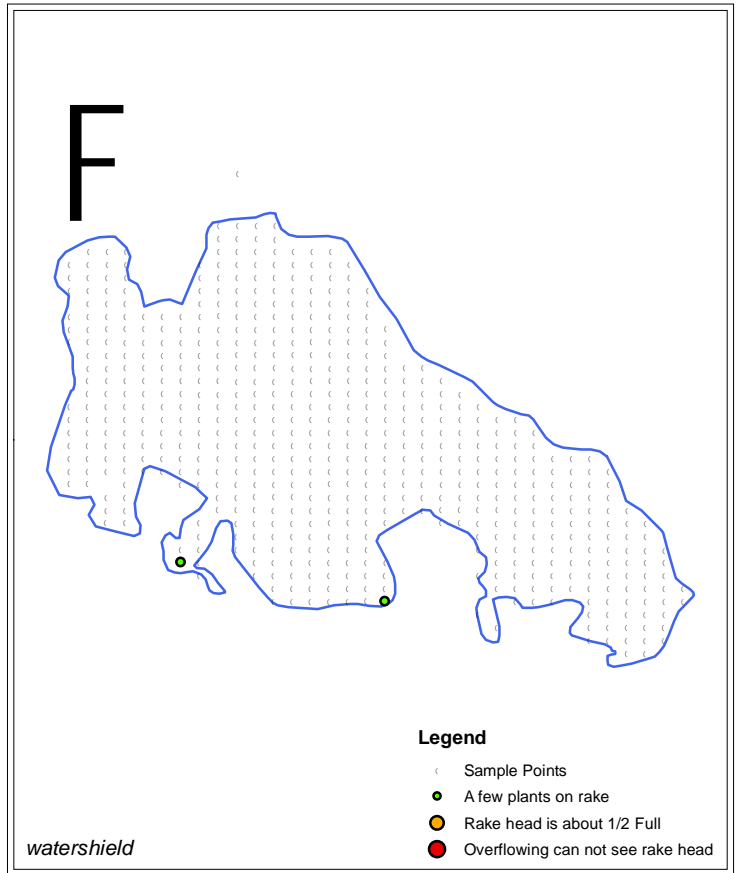 F
Legend
Sample Points
A few plants on rake
Rake head is about 1/2 Full
Overflowing can not see rake head
watershield